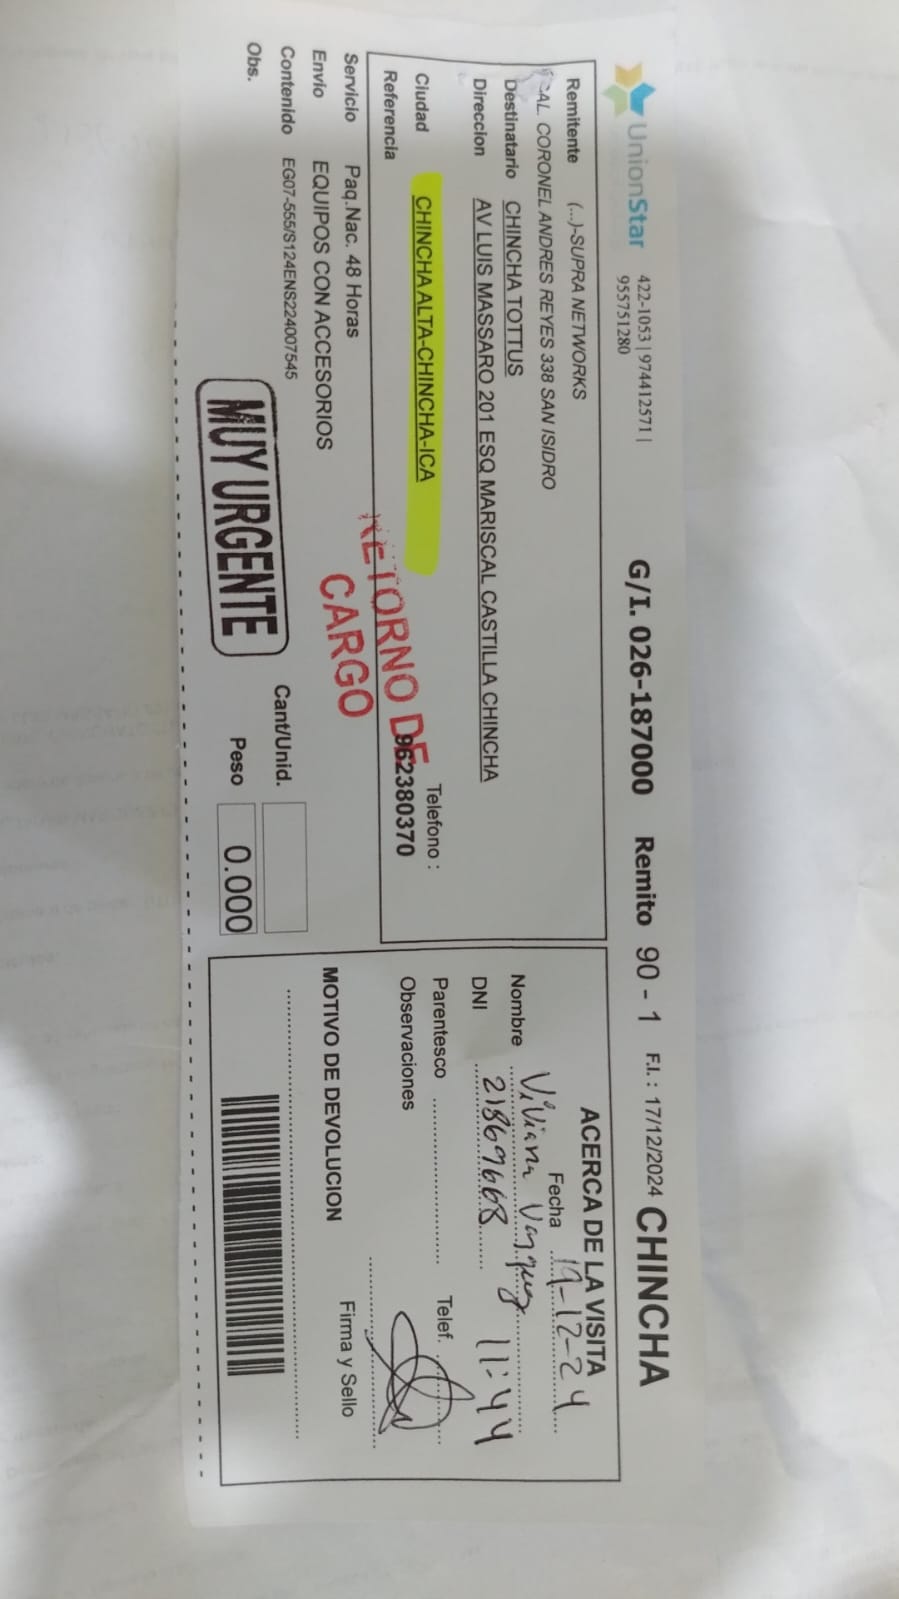 UnionStar
422-1053 | 974412571 |
955751280
G/I. 026-187000 Remito 90 - 1 F.I. : 17/12/2024 CHINCHA
Remitente (...)-SUPRA NETWORKS
CAL CORONEL ANDRES REYES 338 SAN ISIDRO
Destinatario CHINCHA TOTTUS
Direccion AV LUIS MASSARO 201 ESQ MARISCAL CASTILLA CHINCHA
Ciudad CHINCHA ALTA-CHINCHA-ICA Telefono :
Referencia 962380370
RETORNO DE
CARGO
Servicio Paq.Nac. 48 Horas
Envio EQUIPOS CON ACCESORIOS
Contenido EG07-555/S124ENS224007545
Obs.
MUY URGENTE
Cant/Unid.
Peso 0.000
ACERCA DE LA VISITA
Fecha 19-12-24
Nombre Viviana Vasquez
DNI 21869668 11:44
Parentesco Telef.
Observaciones
Firma y Sello
MOTIVO DE DEVOLUCION